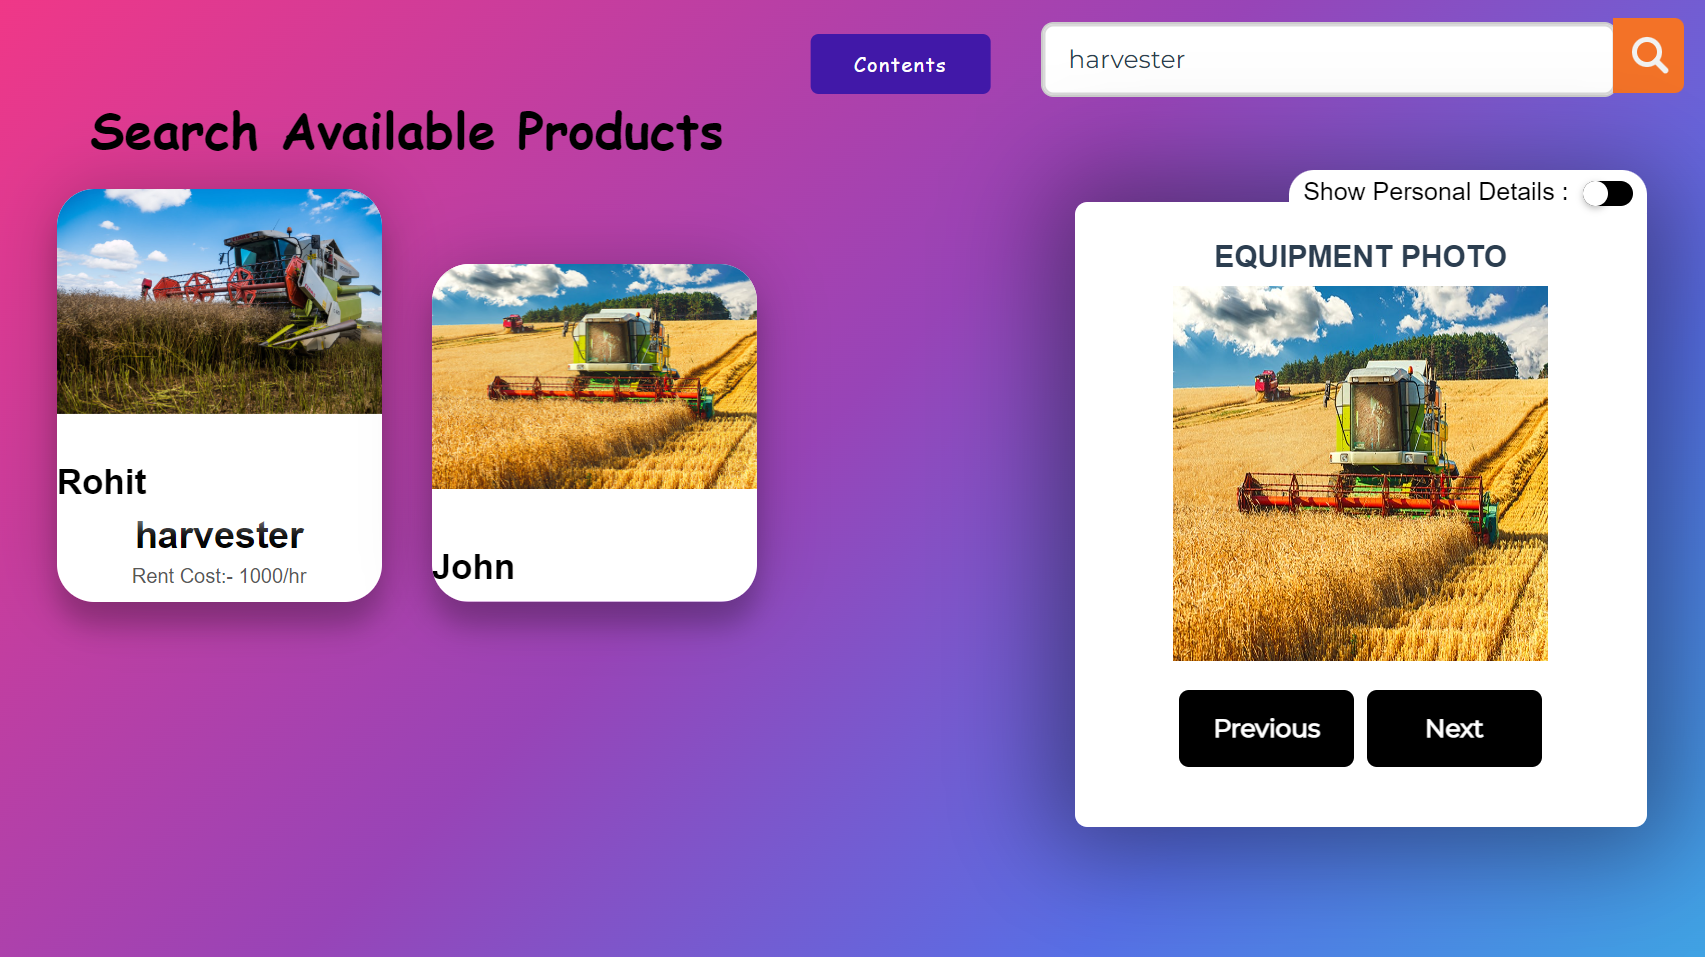 Contents
harvester
Search Available Products
Show Personal Details :
EQUIPMENT PHOTO
Rohit
harvester
Rent Cost:- 1000/hr
John
Previous
Next